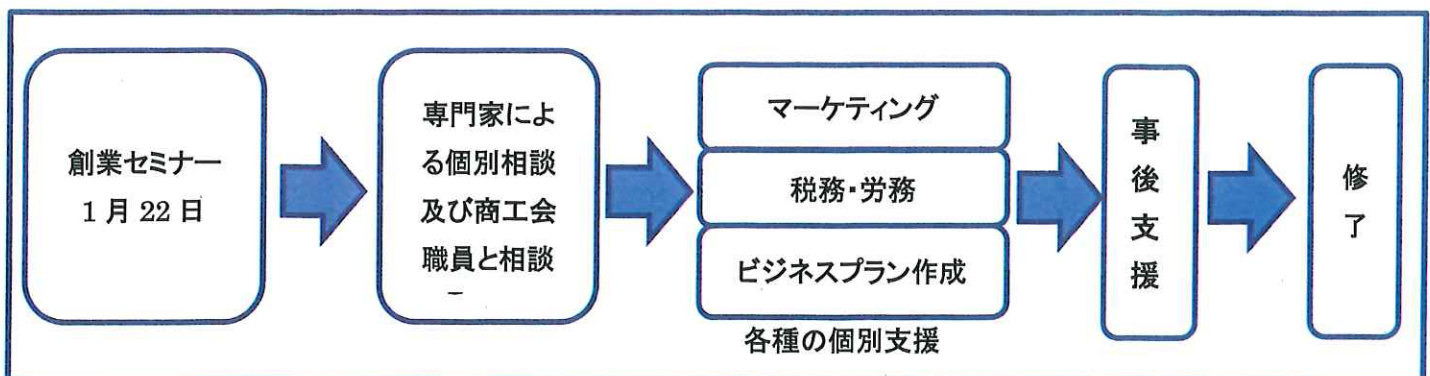 創業セミナー
1月22日
専門家によ
る個別相談
及び商工会
職員と相談
マーケティング
税務・労務
ビジネスプラン作成
各種の個別支援
事後支援
修了